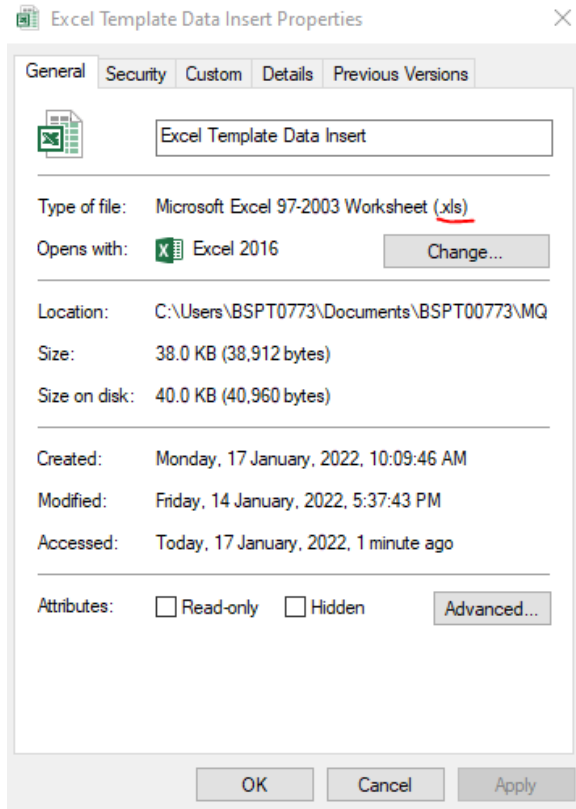 Excel Template Data Insert Properties
General Security Custom Details Previous Versions
Excel Template Data Insert
Type of file: Microsoft Excel 97-2003 Worksheet (.xls)
Opens with: Excel 2016 Change...
Location: C:\Users\BSPT0773\Documents\BSPT00773\MQ
Size: 38.0 KB (38,912 bytes)
Size on disk: 40.0 KB (40,960 bytes)
Created: Monday, 17 January, 2022, 10:09:46 AM
Modified: Friday, 14 January, 2022, 5:37:43 PM
Accessed: Today, 17 January, 2022, 1 minute ago
Attributes: Read-only Hidden Advanced...
OK Cancel Apply